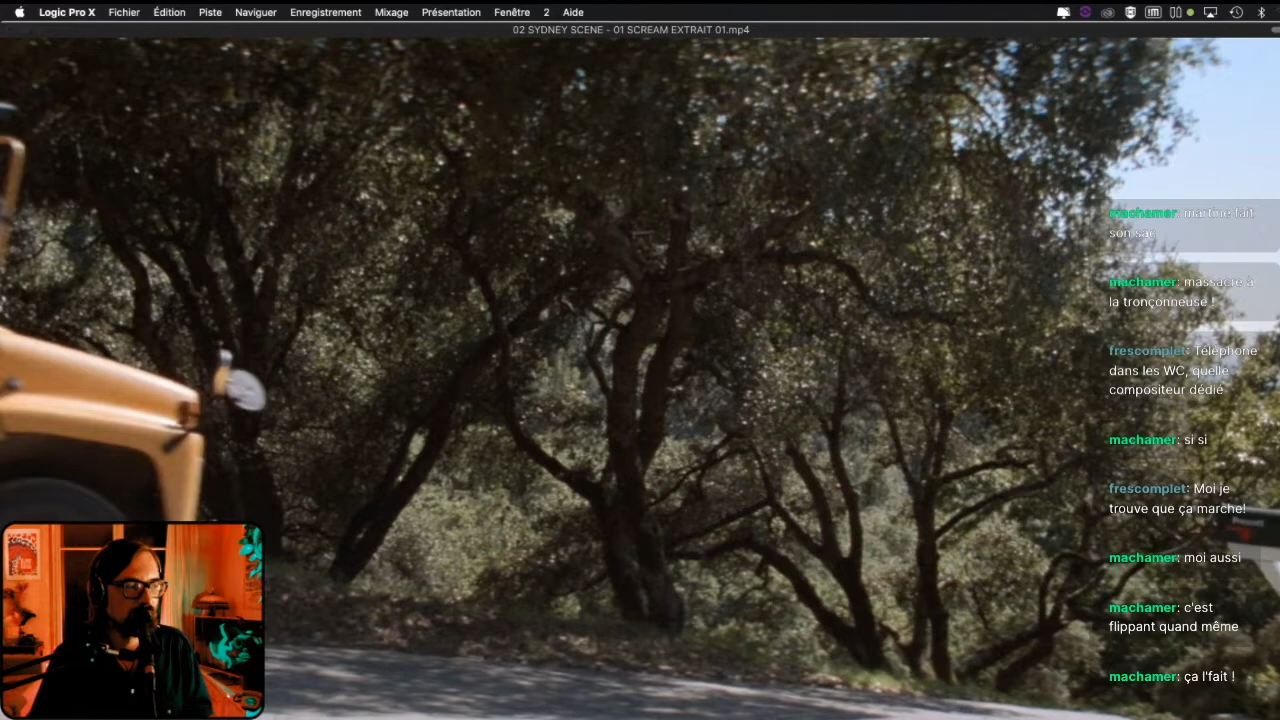 Logic Pro X Fichier Édition Piste Naviguer Enregistrement Mixage Présentation Fenêtre 2 Aide
02 SYDNEY SCENE - 01 SCREAM EXTRAIT 01.mp4
machamer: martine fait
son sac
machamer: massacre à
la tronçonneuse !
frescomplet: Téléphone
dans les WC, quelle
compositeur dédié
machamer: si si
frescomplet: Moi je
trouve que ça marche!
machamer: moi aussi
machamer: c'est
flippant quand même
machamer: ça l'fait !